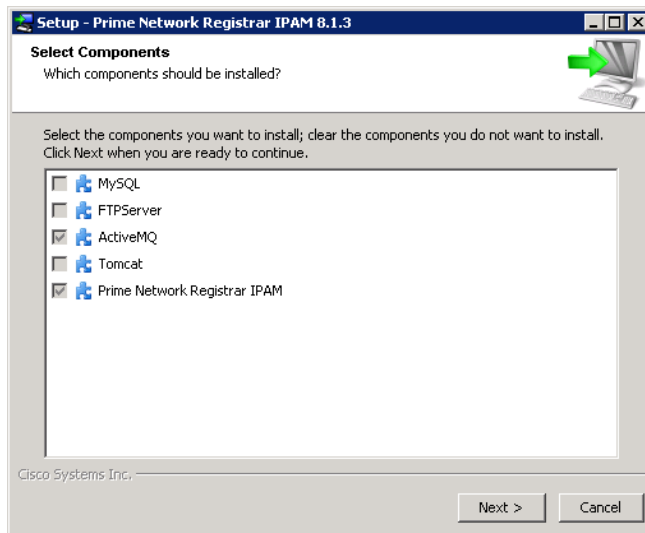 Setup - Prime Network Registrar IPAM 8.1.3
Select Components
Which components should be installed?
Select the components you want to install; clear the components you do not want to install.
Click Next when you are ready to continue.
MySQL
FTPServer
ActiveMQ
Tomcat
Prime Network Registrar IPAM
Cisco Systems Inc.
Next >
Cancel